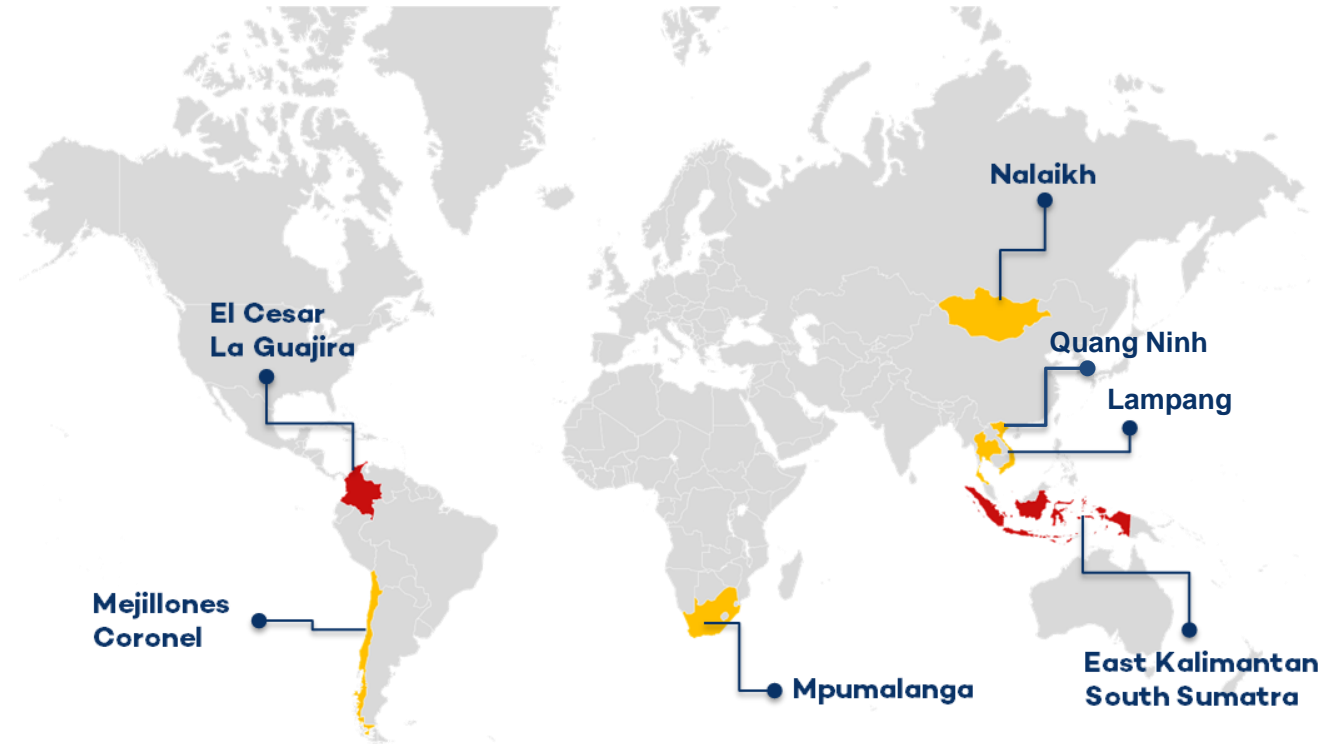 Nalaikh
El Cesar
La Guajira
Quang Ninh
Lampang
Mejillones
Coronel
East Kalimantan
South Sumatra
Mpumalanga